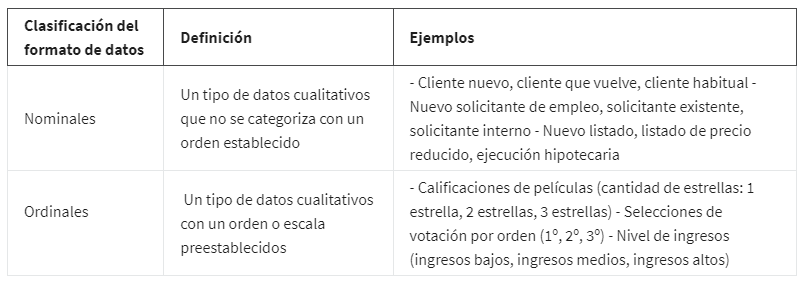 Clasificación del formato de datos
Definición
Ejemplos
Nominales
Un tipo de datos cualitativos
que no se categoriza con un
orden establecido
- Cliente nuevo, cliente que vuelve, cliente habitual -
Nuevo solicitante de empleo, solicitante existente,
solicitante interno - Nuevo listado, listado de precio
reducido, ejecución hipotecaria
Ordinales
Un tipo de datos cualitativos
con un orden o escala
preestablecidos
- Calificaciones de películas (cantidad de estrellas: 1
estrella, 2 estrellas, 3 estrellas) - Selecciones de
votación por orden (1º, 2º, 3º) - Nivel de ingresos
(ingresos bajos, ingresos medios, ingresos altos)